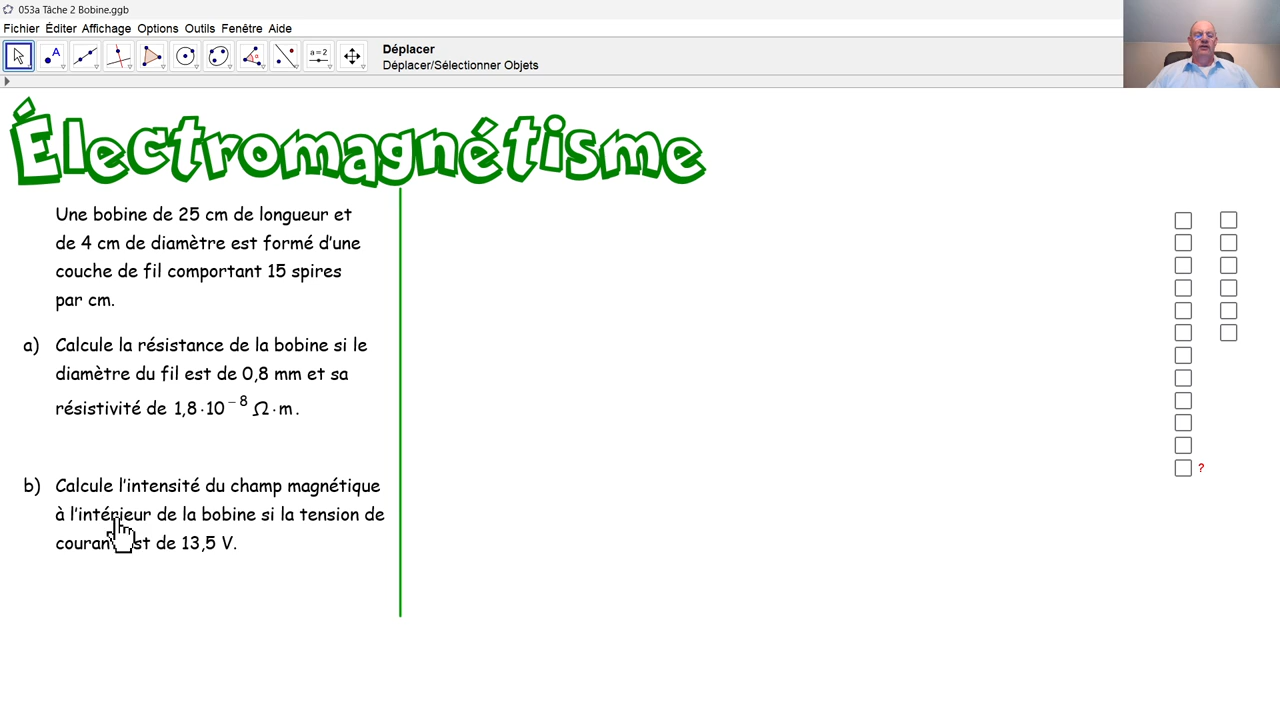 053a Tâche 2 Bobine.ggb
Fichier Éditer Affichage Options Outils Fenêtre Aide
A
a=2
Déplacer
Déplacer/Sélectionner Objets
Électromagnétisme
Une bobine de 25 cm de longueur et
de 4 cm de diamètre est formé d'une
couche de fil comportant 15 spires
par cm.
a) Calcule la résistance de la bobine si le
diamètre du fil est de 0,8 mm et sa
résistivité de 1,8·10⁻⁸ Ω·m.
?
b) Calcule l'intensité du champ magnétique
à l'intérieur de la bobine si la tension de
de 13,5 V.